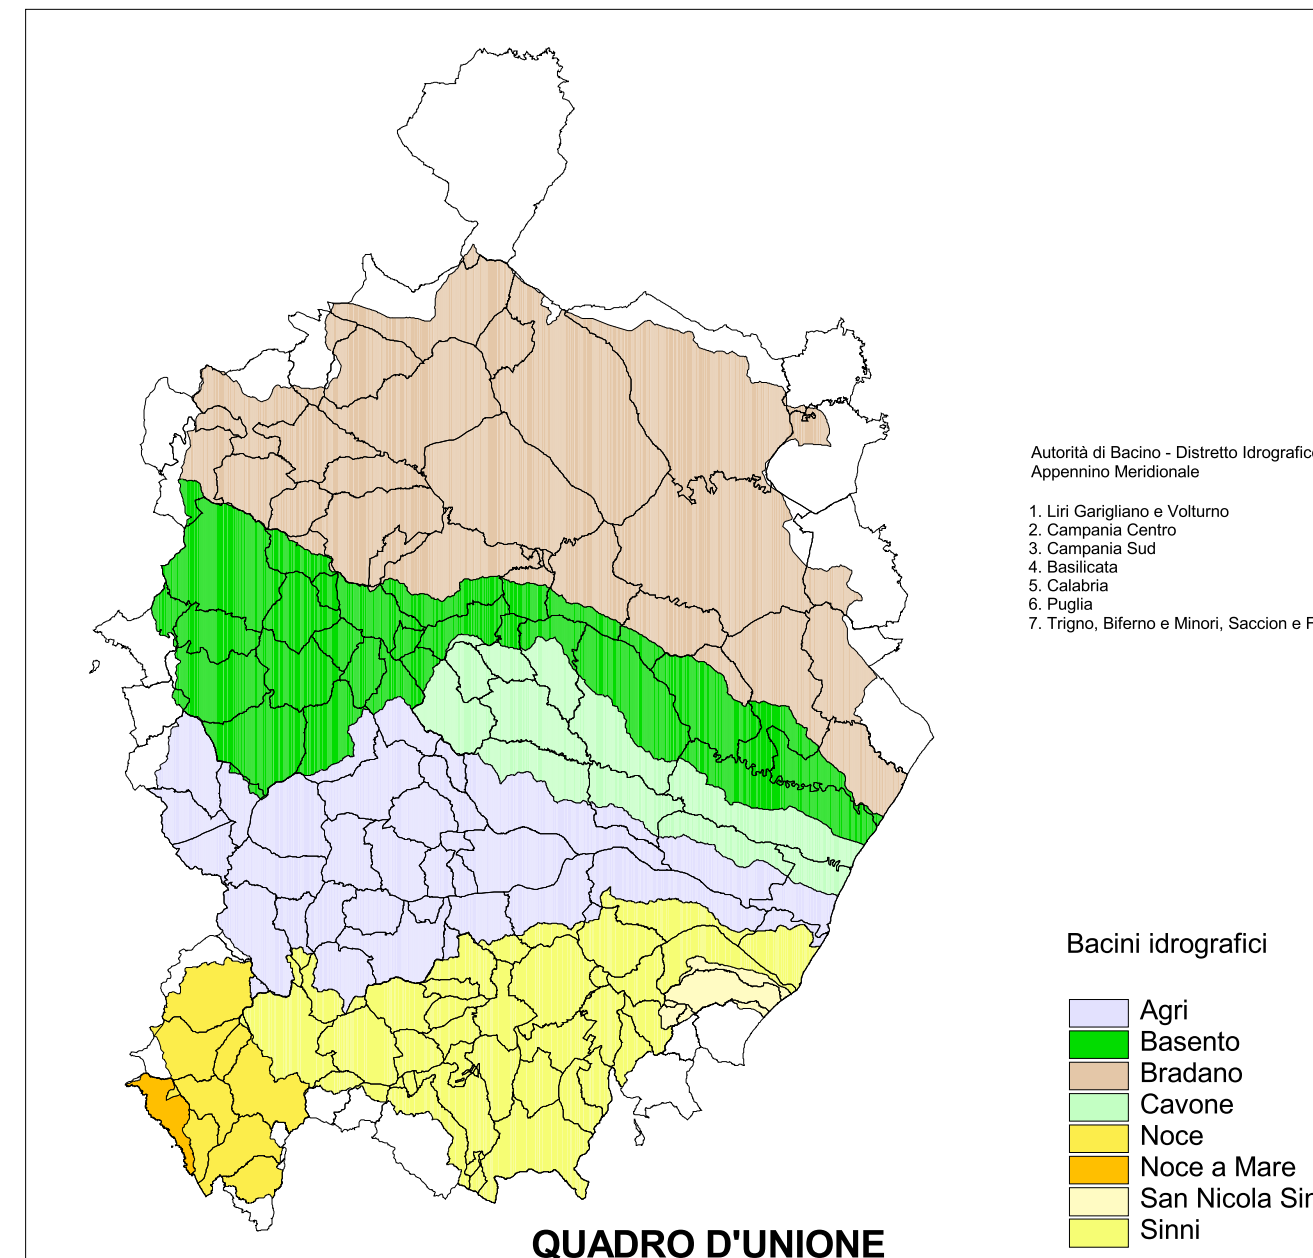 Autorità di Bacino - Distretto Idrografico
Appennino Meridionale
1. Liri Garigliano e Volturno
2. Campania Centro
3. Campania Sud
4. Basilicata
5. Calabria
6. Puglia
7. Trigno, Biferno e Minori, Saccion e F
Bacini idrografici
Agri
Basento
Bradano
Cavone
Noce
Noce a Mare
San Nicola Sin
Sinni
QUADRO D'UNIONE